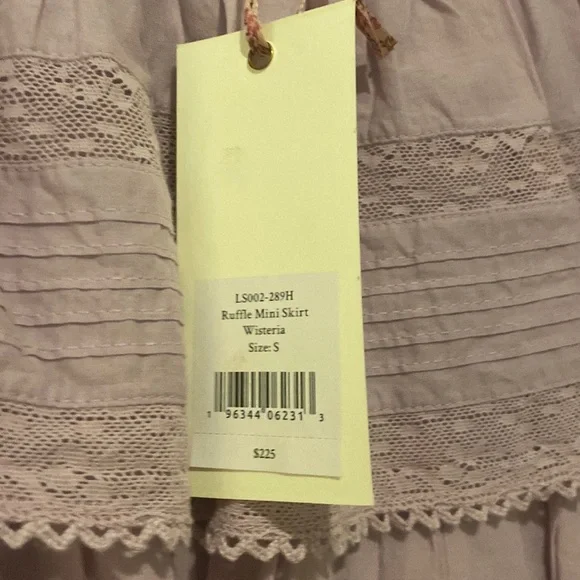 LS002-289H
Ruffle Mini Skirt
Wisteria
Size: S
1 96344 06231 3
$225